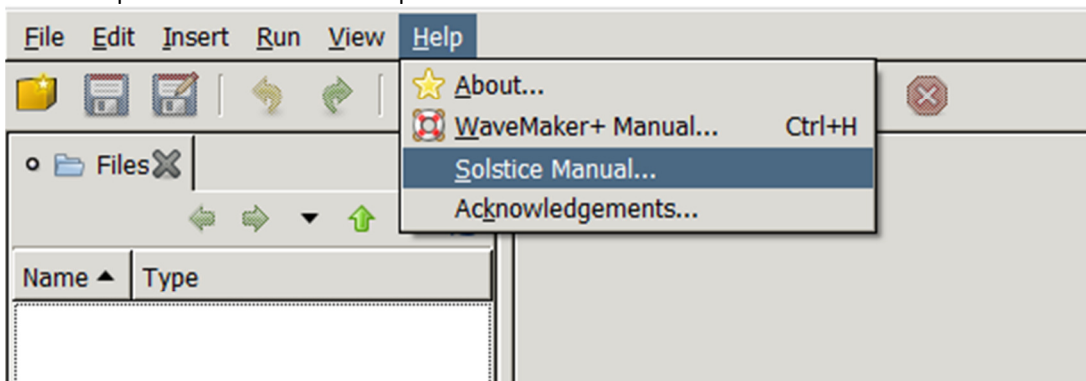 File Edit Insert Run View Help
About...
WaveMaker+ Manual... Ctrl+H
Solstice Manual...
Acknowledgements...
Files
Name Type